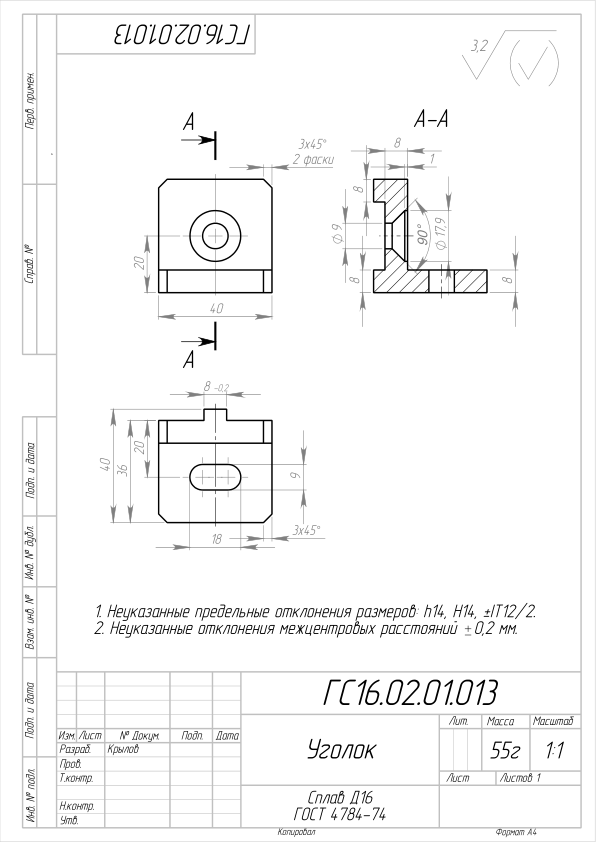 ГС16.02.01.013
3,2
Перв. примен.
Справ. №
А
А
А–А
3х45°
2 фаски
20
40
8
1
8
8
⌀ 9
90°
⌀ 17,9
8
8 -0,2
40
36
20
9
18
3х45°
1. Неуказанные предельные отклонения размеров: h14, H14, ±IT12/2.
2. Неуказанные отклонения межцентровых расстояний ± 0,2 мм.
Подп. и дата
Инв. № дубл.
Взам. инв. №
Подп. и дата
Инв. № подл.
ГС16.02.01.013
Изм. Лист № Докум. Подп. Дата
Разраб. Крылов
Пров.
Т.контр.
Н.контр.
Утв.
Уголок
Лит. Масса Масштаб
55г 1:1
Лист Листов 1
Сплав Д16
ГОСТ 4784-74
Копировал Формат А4